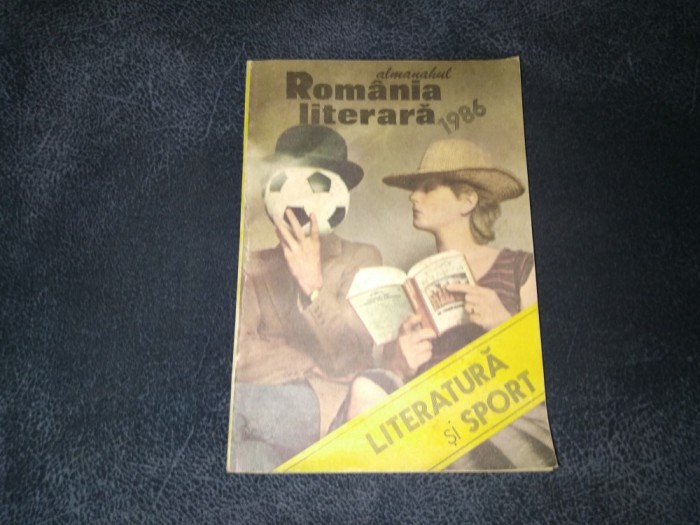 almanahul
România
literară 1986
LITERATURĂ
și SPORT